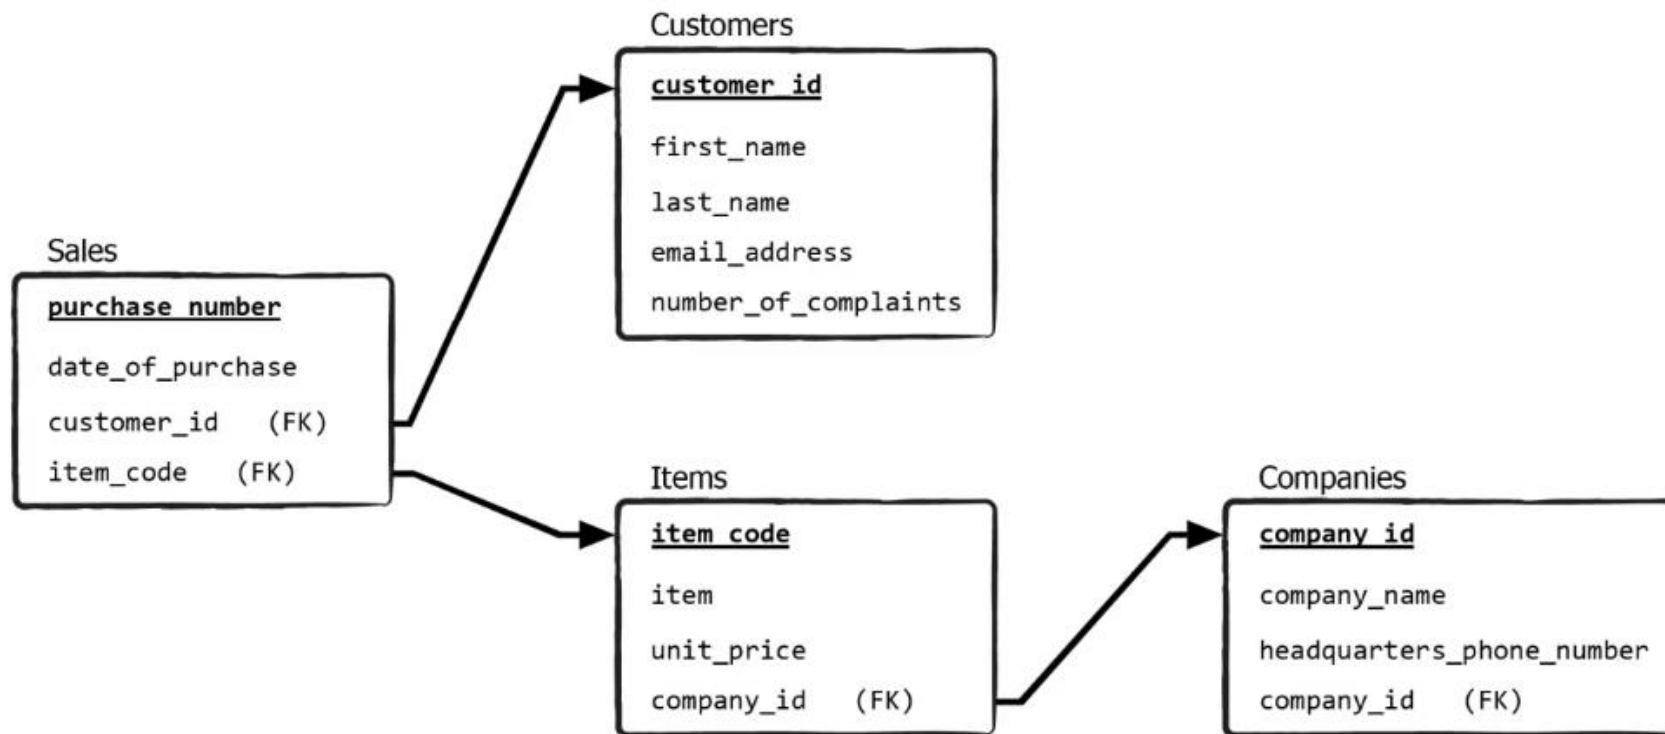 Customers
customer_id
first_name
last_name
email_address
number_of_complaints
Sales
purchase_number
date_of_purchase
customer_id (FK)
item_code (FK)
Items
item_code
item
unit_price
company_id (FK)
Companies
company_id
company_name
headquarters_phone_number
company_id (FK)